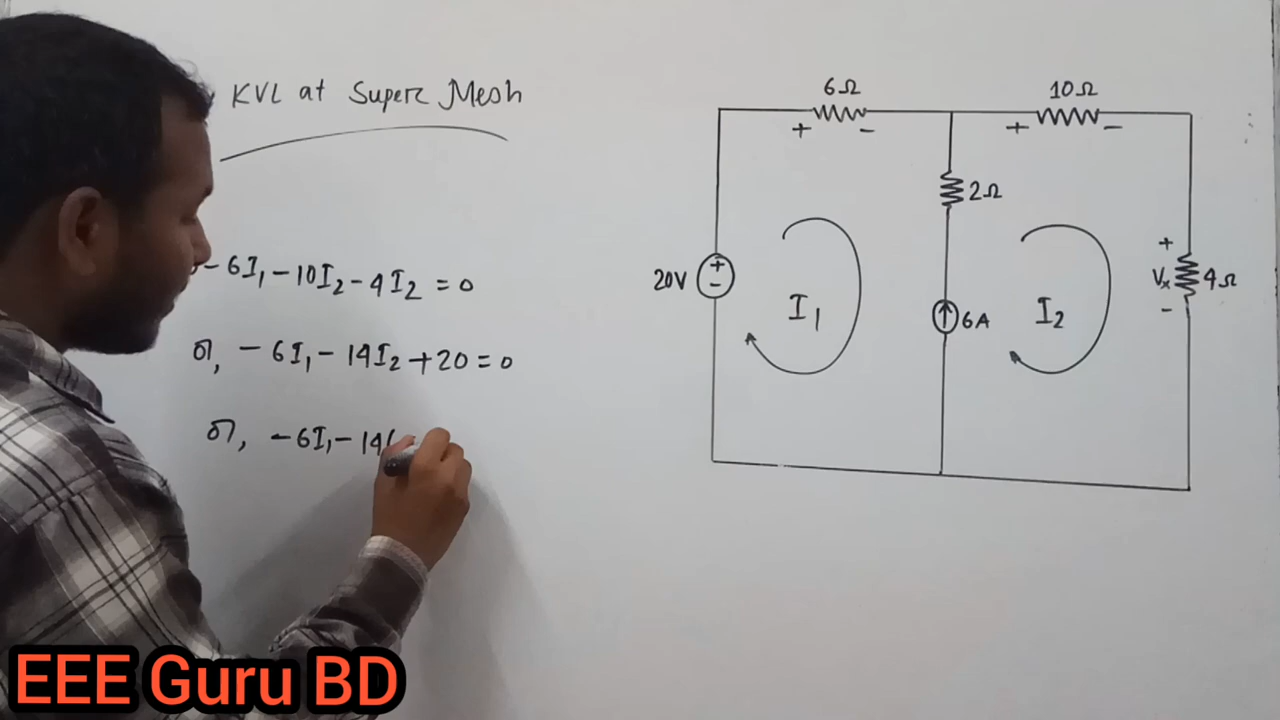 KVL at Super Mesh
- 6I₁ - 10I₂ - 4I₂ = 0
বা, - 6I₁ - 14I₂ + 20 = 0
বা, - 6I₁ - 14(
6Ω
10Ω
+ - + -
2Ω
20V + -
I₁
6A
I₂
+
Vx 4Ω
-
EEE Guru BD